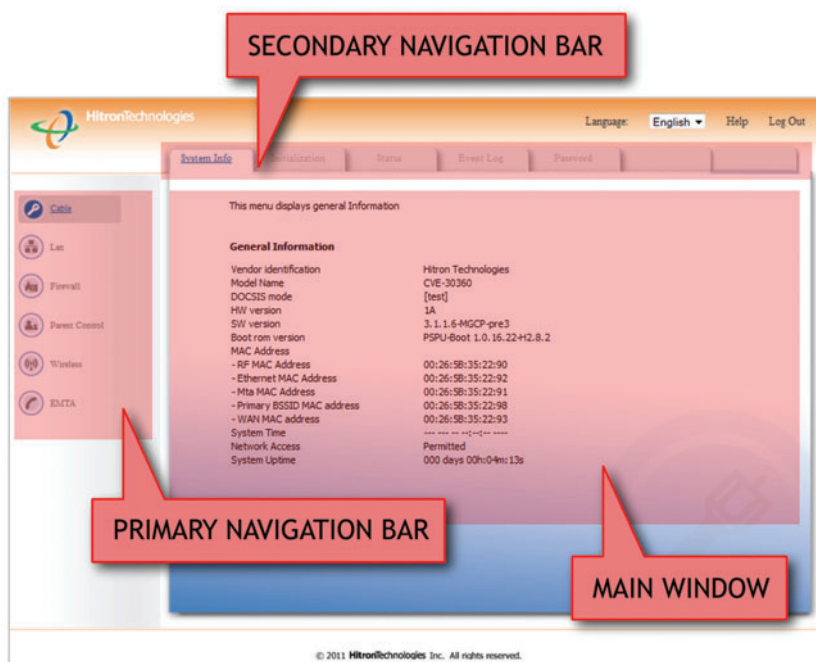 SECONDARY NAVIGATION BAR
HitronTechnologies
Language: English Help Log Out
System Info Initialization Status Event Log Password
Cable
Lan
Firewall
Parent Control
Wireless
EMTA
This menu displays general Information
General Information
Vendor identification Hitron Technologies
Model Name CVE-30360
DOCSIS mode [test]
HW version 1A
SW version 3.1.1.6-MGCP-pre3
Boot rom version PSPU-Boot 1.0.16.22-H2.8.2
MAC Address
- RF MAC Address 00:26:5B:35:22:90
- Ethernet MAC Address 00:26:5B:35:22:92
- Mta MAC Address 00:26:5B:35:22:91
- Primary BSSID MAC address 00:26:5B:35:22:98
- WAN MAC address 00:26:5B:35:22:93
System Time --- --- -- --:--:-- ----
Network Access Permitted
System Uptime 000 days 00h:04m:13s
PRIMARY NAVIGATION BAR
MAIN WINDOW
© 2011 HitronTechnologies Inc. All rights reserved.